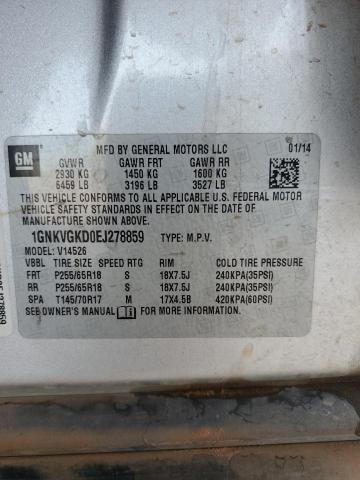 GM
MFD BY GENERAL MOTORS LLC 01/14
GVWR GAWR FRT GAWR RR
2930 KG 1450 KG 1600 KG
6459 LB 3196 LB 3527 LB
THIS VEHICLE CONFORMS TO ALL APPLICABLE U.S. FEDERAL MOTOR
VEHICLE SAFETY AND THEFT PREVENTION STANDARDS IN EFFECT ON THE DATE OF
MANUFACTURE SHOWN ABOVE.
1GNKVGKD0EJ278859 TYPE: M.P.V.
MODEL: V14526
VBBL TIRE SIZE SPEED RTG RIM COLD TIRE PRESSURE
FRT P255/65R18 S 18X7.5J 240KPA(35PSI)
RR P255/65R18 S 18X7.5J 240KPA(35PSI)
SPA T145/70R17 M 17X4.5B 420KPA(60PSI)
SEE OWNER'S MANUAL FOR ADDITIONAL INFORMATION